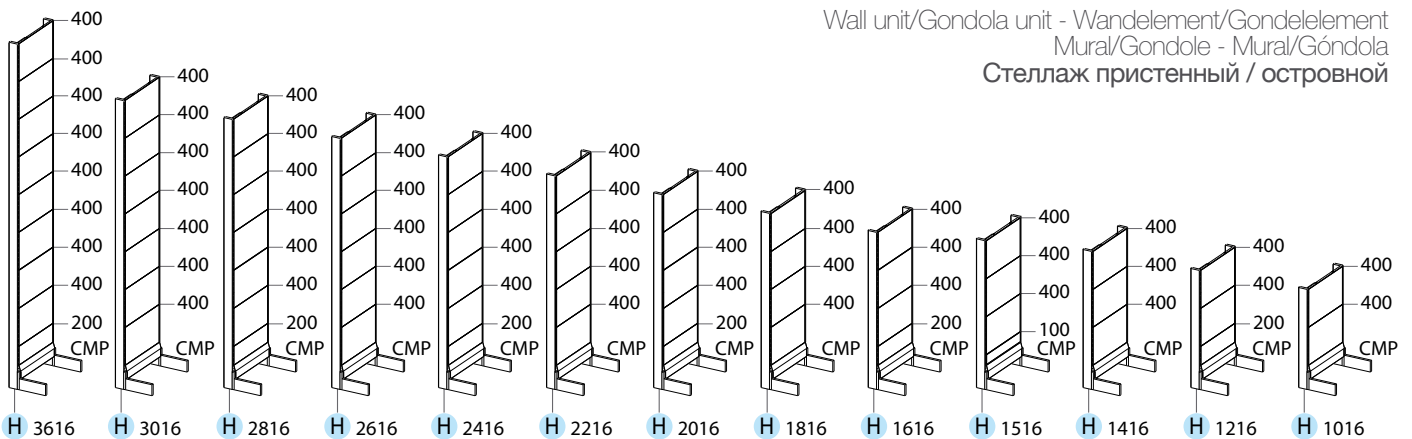 Wall unit/Gondola unit - Wandelement/Gondelelement
Mural/Gondole - Mural/Góndola
Стеллаж пристенный / островной
400
400
400
400
400
400
400
400
200
CMP
H 3616
400
400
400
400
400
400
400
CMP
H 3016
400
400
400
400
400
400
200
CMP
H 2816
400
400
400
400
400
400
CMP
H 2616
400
400
400
400
400
200
CMP
H 2416
400
400
400
400
400
CMP
H 2216
400
400
400
400
200
CMP
H 2016
400
400
400
400
CMP
H 1816
400
400
400
200
CMP
H 1616
400
400
400
100
CMP
H 1516
400
400
400
CMP
H 1416
400
400
200
CMP
H 1216
400
400
CMP
H 1016